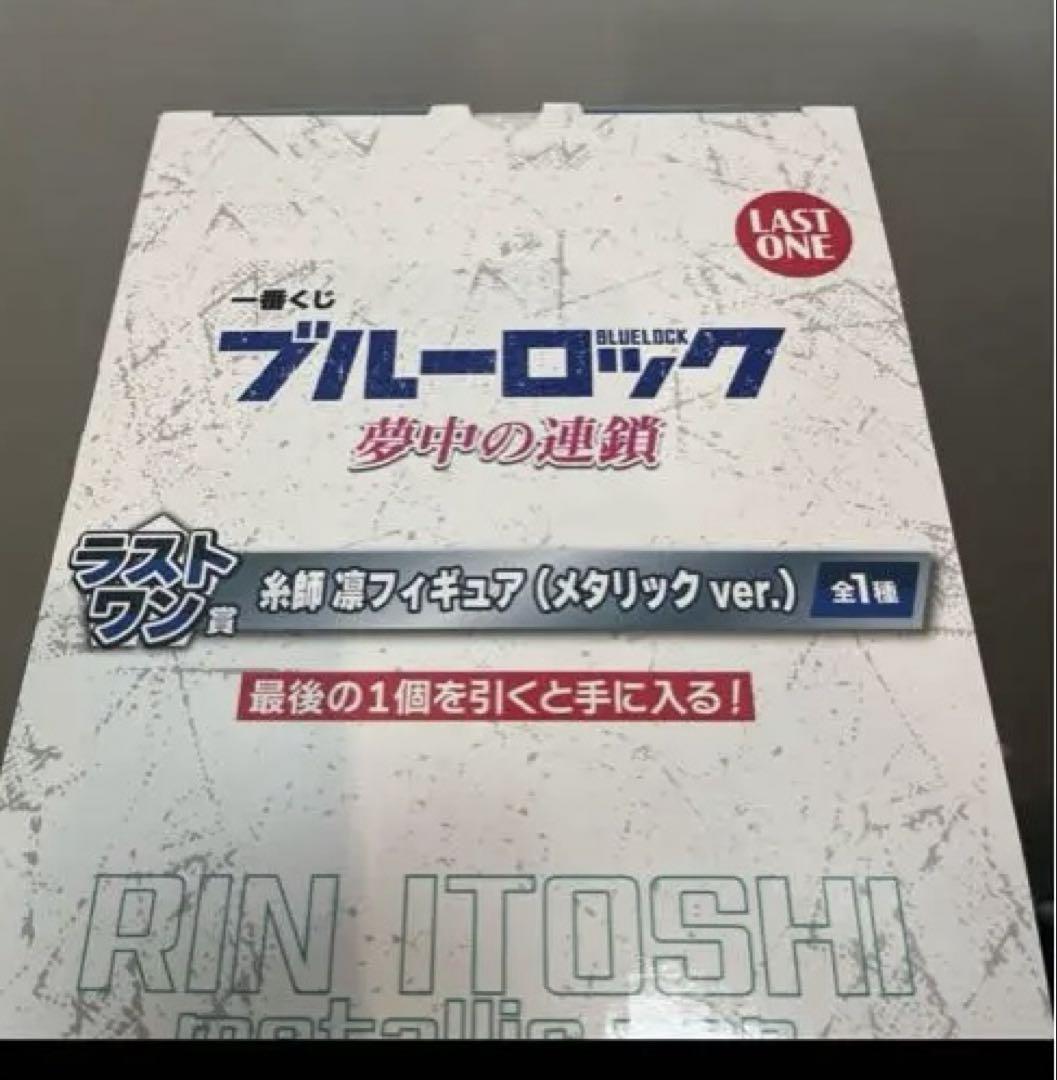 LAST
ONE
一番くじ
ブルーロック
BLUELOCK
夢中の連鎖
ラスト
ワン賞
糸師 凛フィギュア(メタリック ver.)
全1種
最後の1個を引くと手に入る!
RIN ITOSHI
metallic ver.